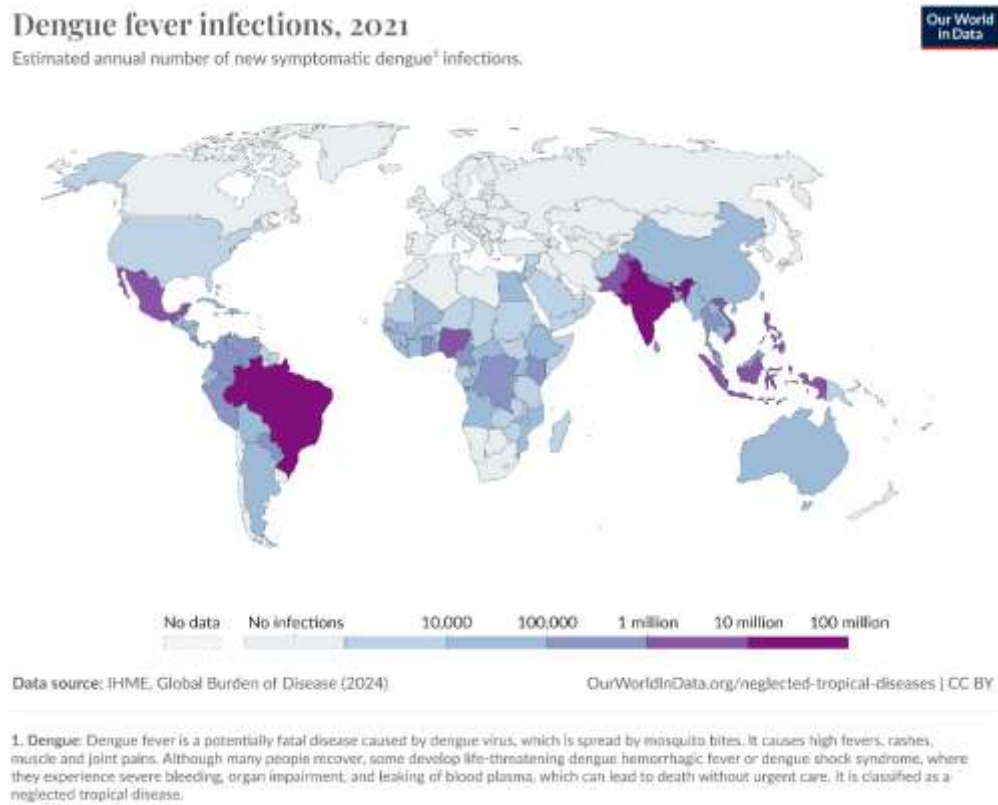 Dengue fever infections, 2021
Our World
in Data
Estimated annual number of new symptomatic dengue¹ infections.
No data
No infections
10,000
100,000
1 million
10 million
100 million
Data source: IHME, Global Burden of Disease (2024)
OurWorldInData.org/neglected-tropical-diseases | CC BY
1. Dengue: Dengue fever is a potentially fatal disease caused by dengue virus, which is spread by mosquito bites. It causes high fevers, rashes,
muscle and joint pains. Although many people recover, some develop life-threatening dengue hemorrhagic fever or dengue shock syndrome, where
they experience severe bleeding, organ impairment, and leaking of blood plasma, which can lead to death without urgent care. It is classified as a
neglected tropical disease.